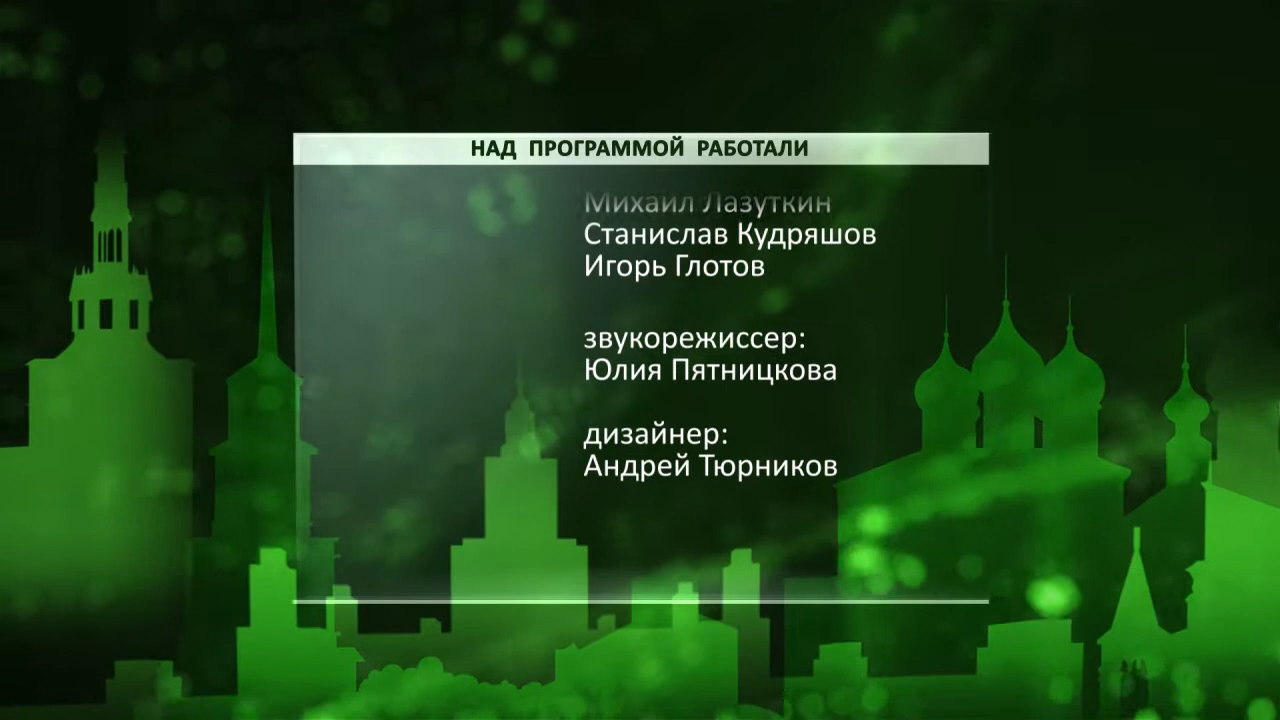 НАД ПРОГРАММОЙ РАБОТАЛИ
Михаил Лазуткин
Станислав Кудряшов
Игорь Глотов
звукорежиссер:
Юлия Пятницкова
дизайнер:
Андрей Тюрников